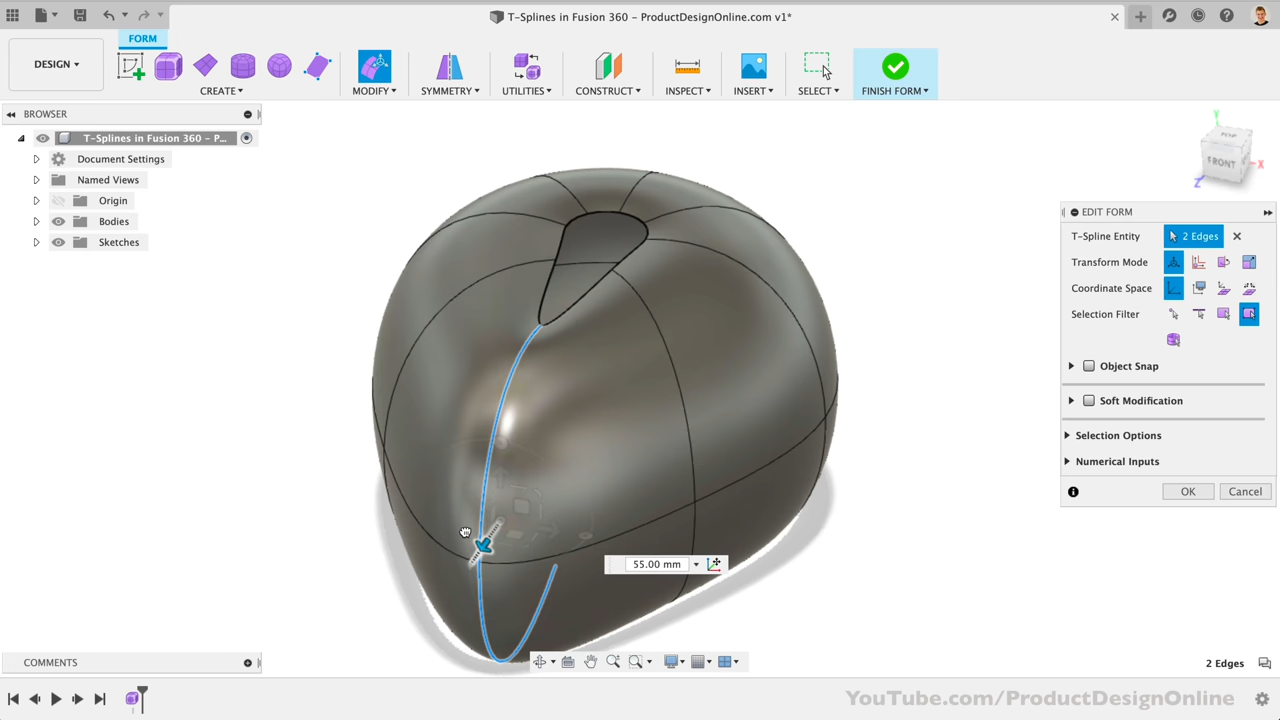 T-Splines in Fusion 360 - ProductDesignOnline.com v1*
FORM
DESIGN
CREATE
MODIFY
SYMMETRY
UTILITIES
CONSTRUCT
INSPECT
INSERT
SELECT
FINISH FORM
BROWSER
T-Splines in Fusion 360 - P...
Document Settings
Named Views
Origin
Bodies
Sketches
FRONT
Y
X
Z
EDIT FORM
T-Spline Entity
2 Edges
Transform Mode
Coordinate Space
Selection Filter
Object Snap
Soft Modification
Selection Options
Numerical Inputs
OK
Cancel
55.00 mm
COMMENTS
2 Edges
YouTube.com/ProductDesignOnline